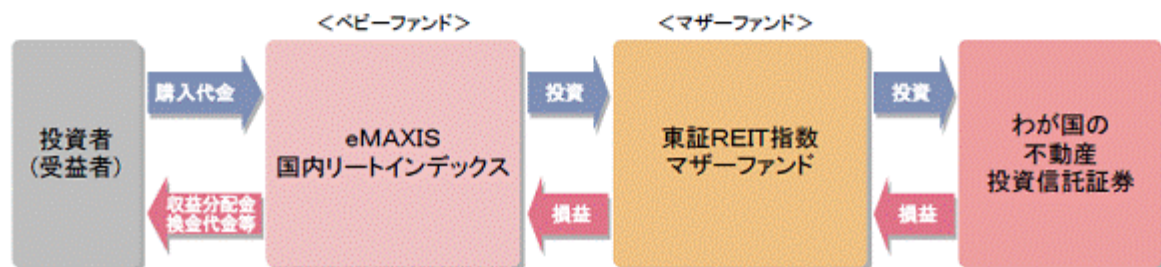 ＜ベビーファンド＞
＜マザーファンド＞
購入代金
投資
投資
投資者
(受益者)
eMAXIS
国内リートインデックス
東証REIT指数
マザーファンド
わが国の
不動産
投資信託証券
収益分配金
換金代金等
損益
損益